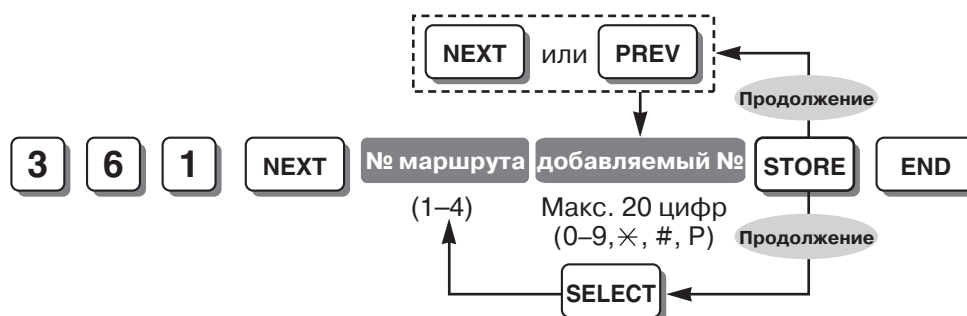 NEXT или PREV
Продолжение
3 6 1 NEXT № маршрута добавляемый № STORE END
(1–4) Макс. 20 цифр
(0–9, ✳, #, P) Продолжение
SELECT